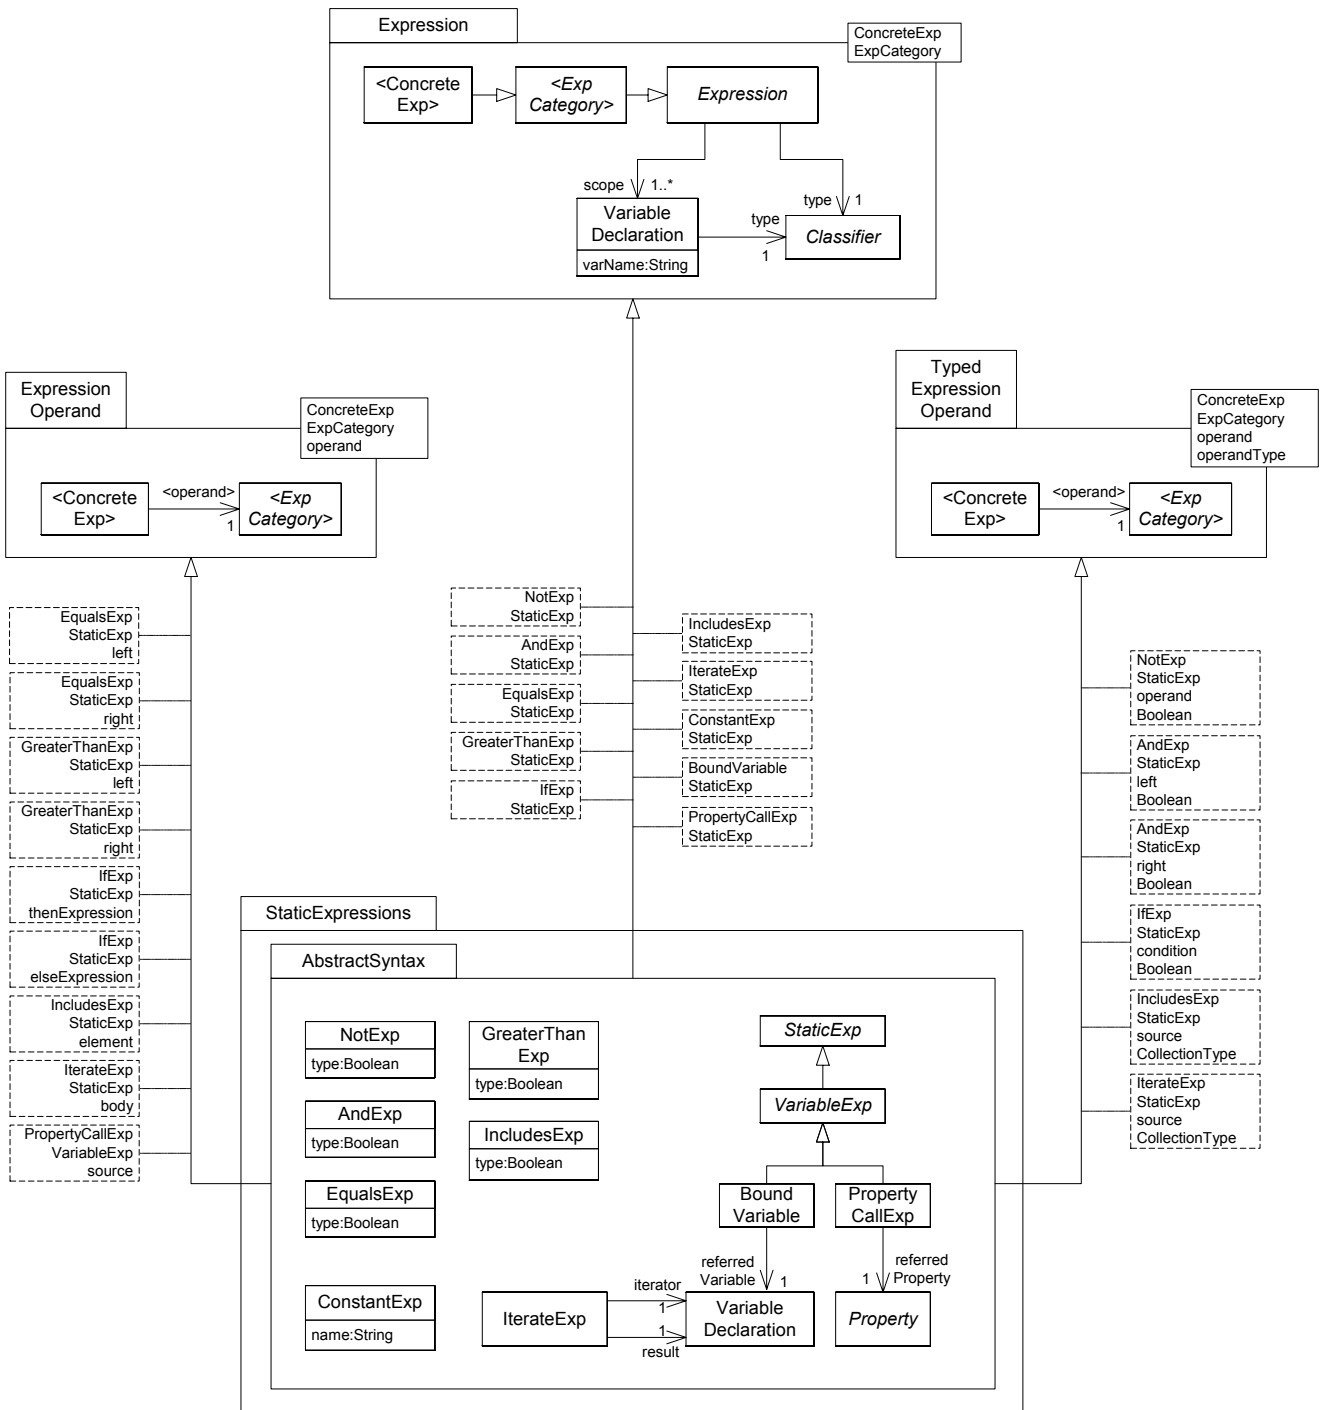 Expression
ConcreteExp
ExpCategory
<Concrete
Exp>
<Exp
Category>
Expression
scope
1..*
type
1
Variable
Declaration
varName:String
type
1
Classifier
Expression
Operand
ConcreteExp
ExpCategory
operand
<Concrete
Exp>
<operand>
1
<Exp
Category>
Typed
Expression
Operand
ConcreteExp
ExpCategory
operand
operandType
<Concrete
Exp>
<operand>
1
<Exp
Category>
EqualsExp
StaticExp
left
EqualsExp
StaticExp
right
GreaterThanExp
StaticExp
left
GreaterThanExp
StaticExp
right
IfExp
StaticExp
thenExpression
IfExp
StaticExp
elseExpression
IncludesExp
StaticExp
element
IterateExp
StaticExp
body
PropertyCallExp
VariableExp
source
NotExp
StaticExp
AndExp
StaticExp
EqualsExp
StaticExp
GreaterThanExp
StaticExp
IfExp
StaticExp
IncludesExp
StaticExp
IterateExp
StaticExp
ConstantExp
StaticExp
BoundVariable
StaticExp
PropertyCallExp
StaticExp
NotExp
StaticExp
operand
Boolean
AndExp
StaticExp
left
Boolean
AndExp
StaticExp
right
Boolean
IfExp
StaticExp
condition
Boolean
IncludesExp
StaticExp
source
CollectionType
IterateExp
StaticExp
source
CollectionType
StaticExpressions
AbstractSyntax
NotExp
type:Boolean
AndExp
type:Boolean
EqualsExp
type:Boolean
ConstantExp
name:String
GreaterThan
Exp
type:Boolean
IncludesExp
type:Boolean
StaticExp
VariableExp
Bound
Variable
Property
CallExp
referred
Variable
1
referred
Property
1
IterateExp
iterator
1
1
result
Variable
Declaration
Property